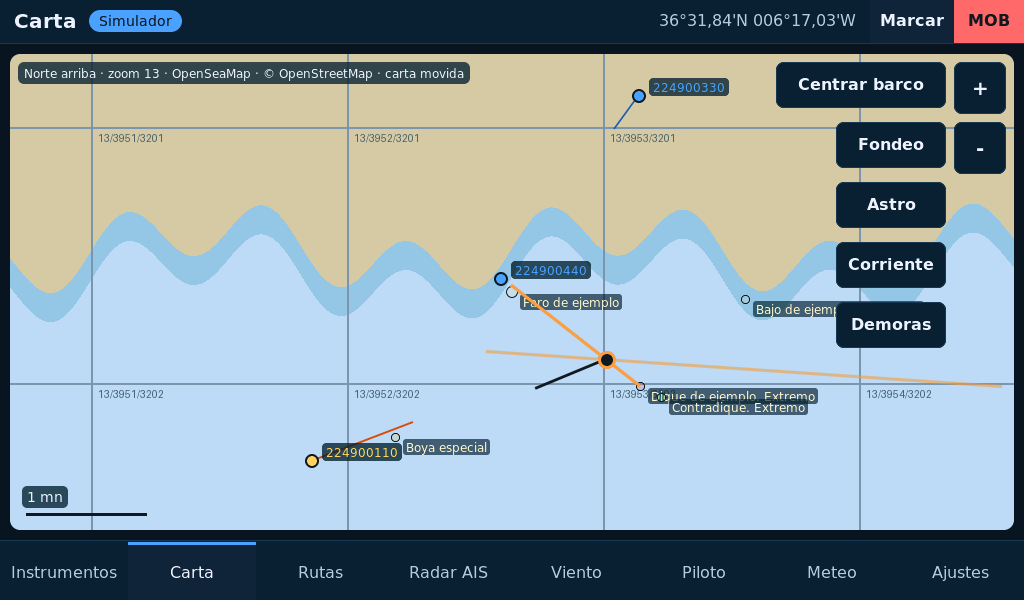 Carta
Simulador
36°31,84'N 006°17,03'W
Marcar
MOB
Norte arriba · zoom 13 · OpenSeaMap · © OpenStreetMap · carta movida
224900330
Centrar barco
+
13/3951/3201
13/3952/3201
13/3953/3201
Fondeo
-
Astro
Corriente
224900440
Faro de ejemplo
Bajo de ejemp
Demoras
13/3951/3202
13/3952/3202
13/3953
13/3954/3202
Dique de ejemplo. Extremo
Contradique. Extremo
224900110
Boya especial
1 mn
Instrumentos
Carta
Rutas
Radar AIS
Viento
Piloto
Meteo
Ajustes